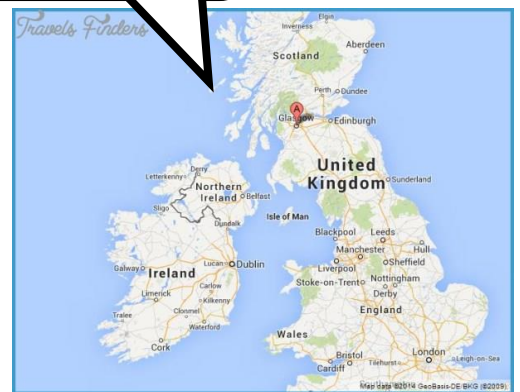 Travels Finders
Elgin
Inverness
Aberdeen
Scotland
Perth
Dundee
A
Glasgow
Edinburgh
United
Kingdom
Sunderland
Derry
Letterkenny
Northern
Ireland
Belfast
Sligo
Isle of Man
Dundalk
Blackpool
Leeds
Hull
Manchester
Sheffield
Liverpool
Galway
Ireland
Lucan
Dublin
Stoke-on-Trent
Nottingham
Derby
Carlow
Limerick
Kilkenny
England
Tralee
Clonmel
Waterford
Wales
Cork
Bristol
London
Cardiff
Tilehurst
Leigh-on-Sea
Map data ©2014 GeoBasis-DE/BKG (©2009),